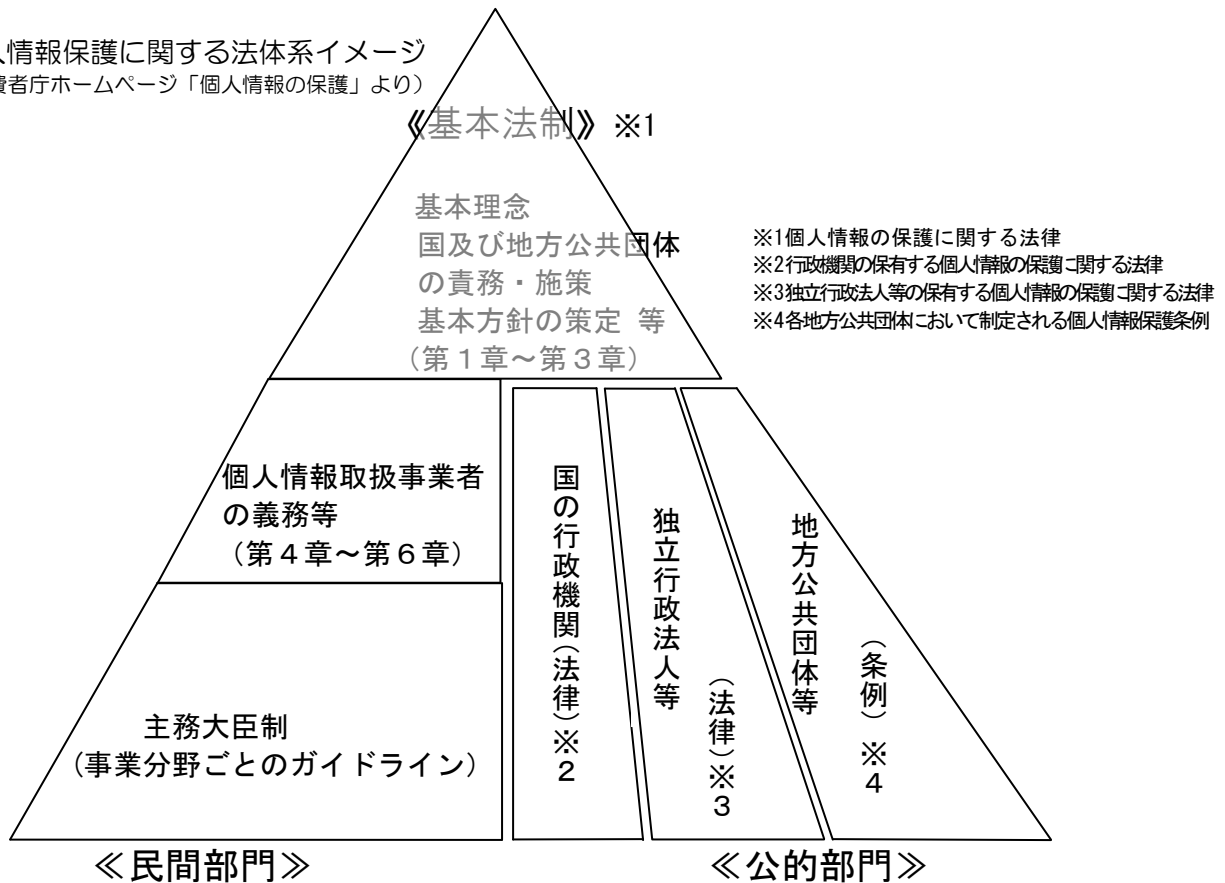 人情報保護に関する法体系イメージ
費者庁ホームページ「個人情報の保護」より）
《基本法制》 ※1
基本理念
国及び地方公共団体
の責務・施策
基本方針の策定 等
（第１章～第３章）
※1個人情報の保護に関する法律
※2行政機関の保有する個人情報の保護に関する法律
※3独立行政法人等の保有する個人情報の保護に関する法律
※4各地方公共団体において制定される個人情報保護条例
個人情報取扱事業者
の義務等
（第４章～第６章）
主務大臣制
（事業分野ごとのガイドライン）
国の行政機関（法律）※２
独立行政法人等
（法律）※３
地方公共団体等
（条例）※４
≪民間部門≫
≪公的部門≫